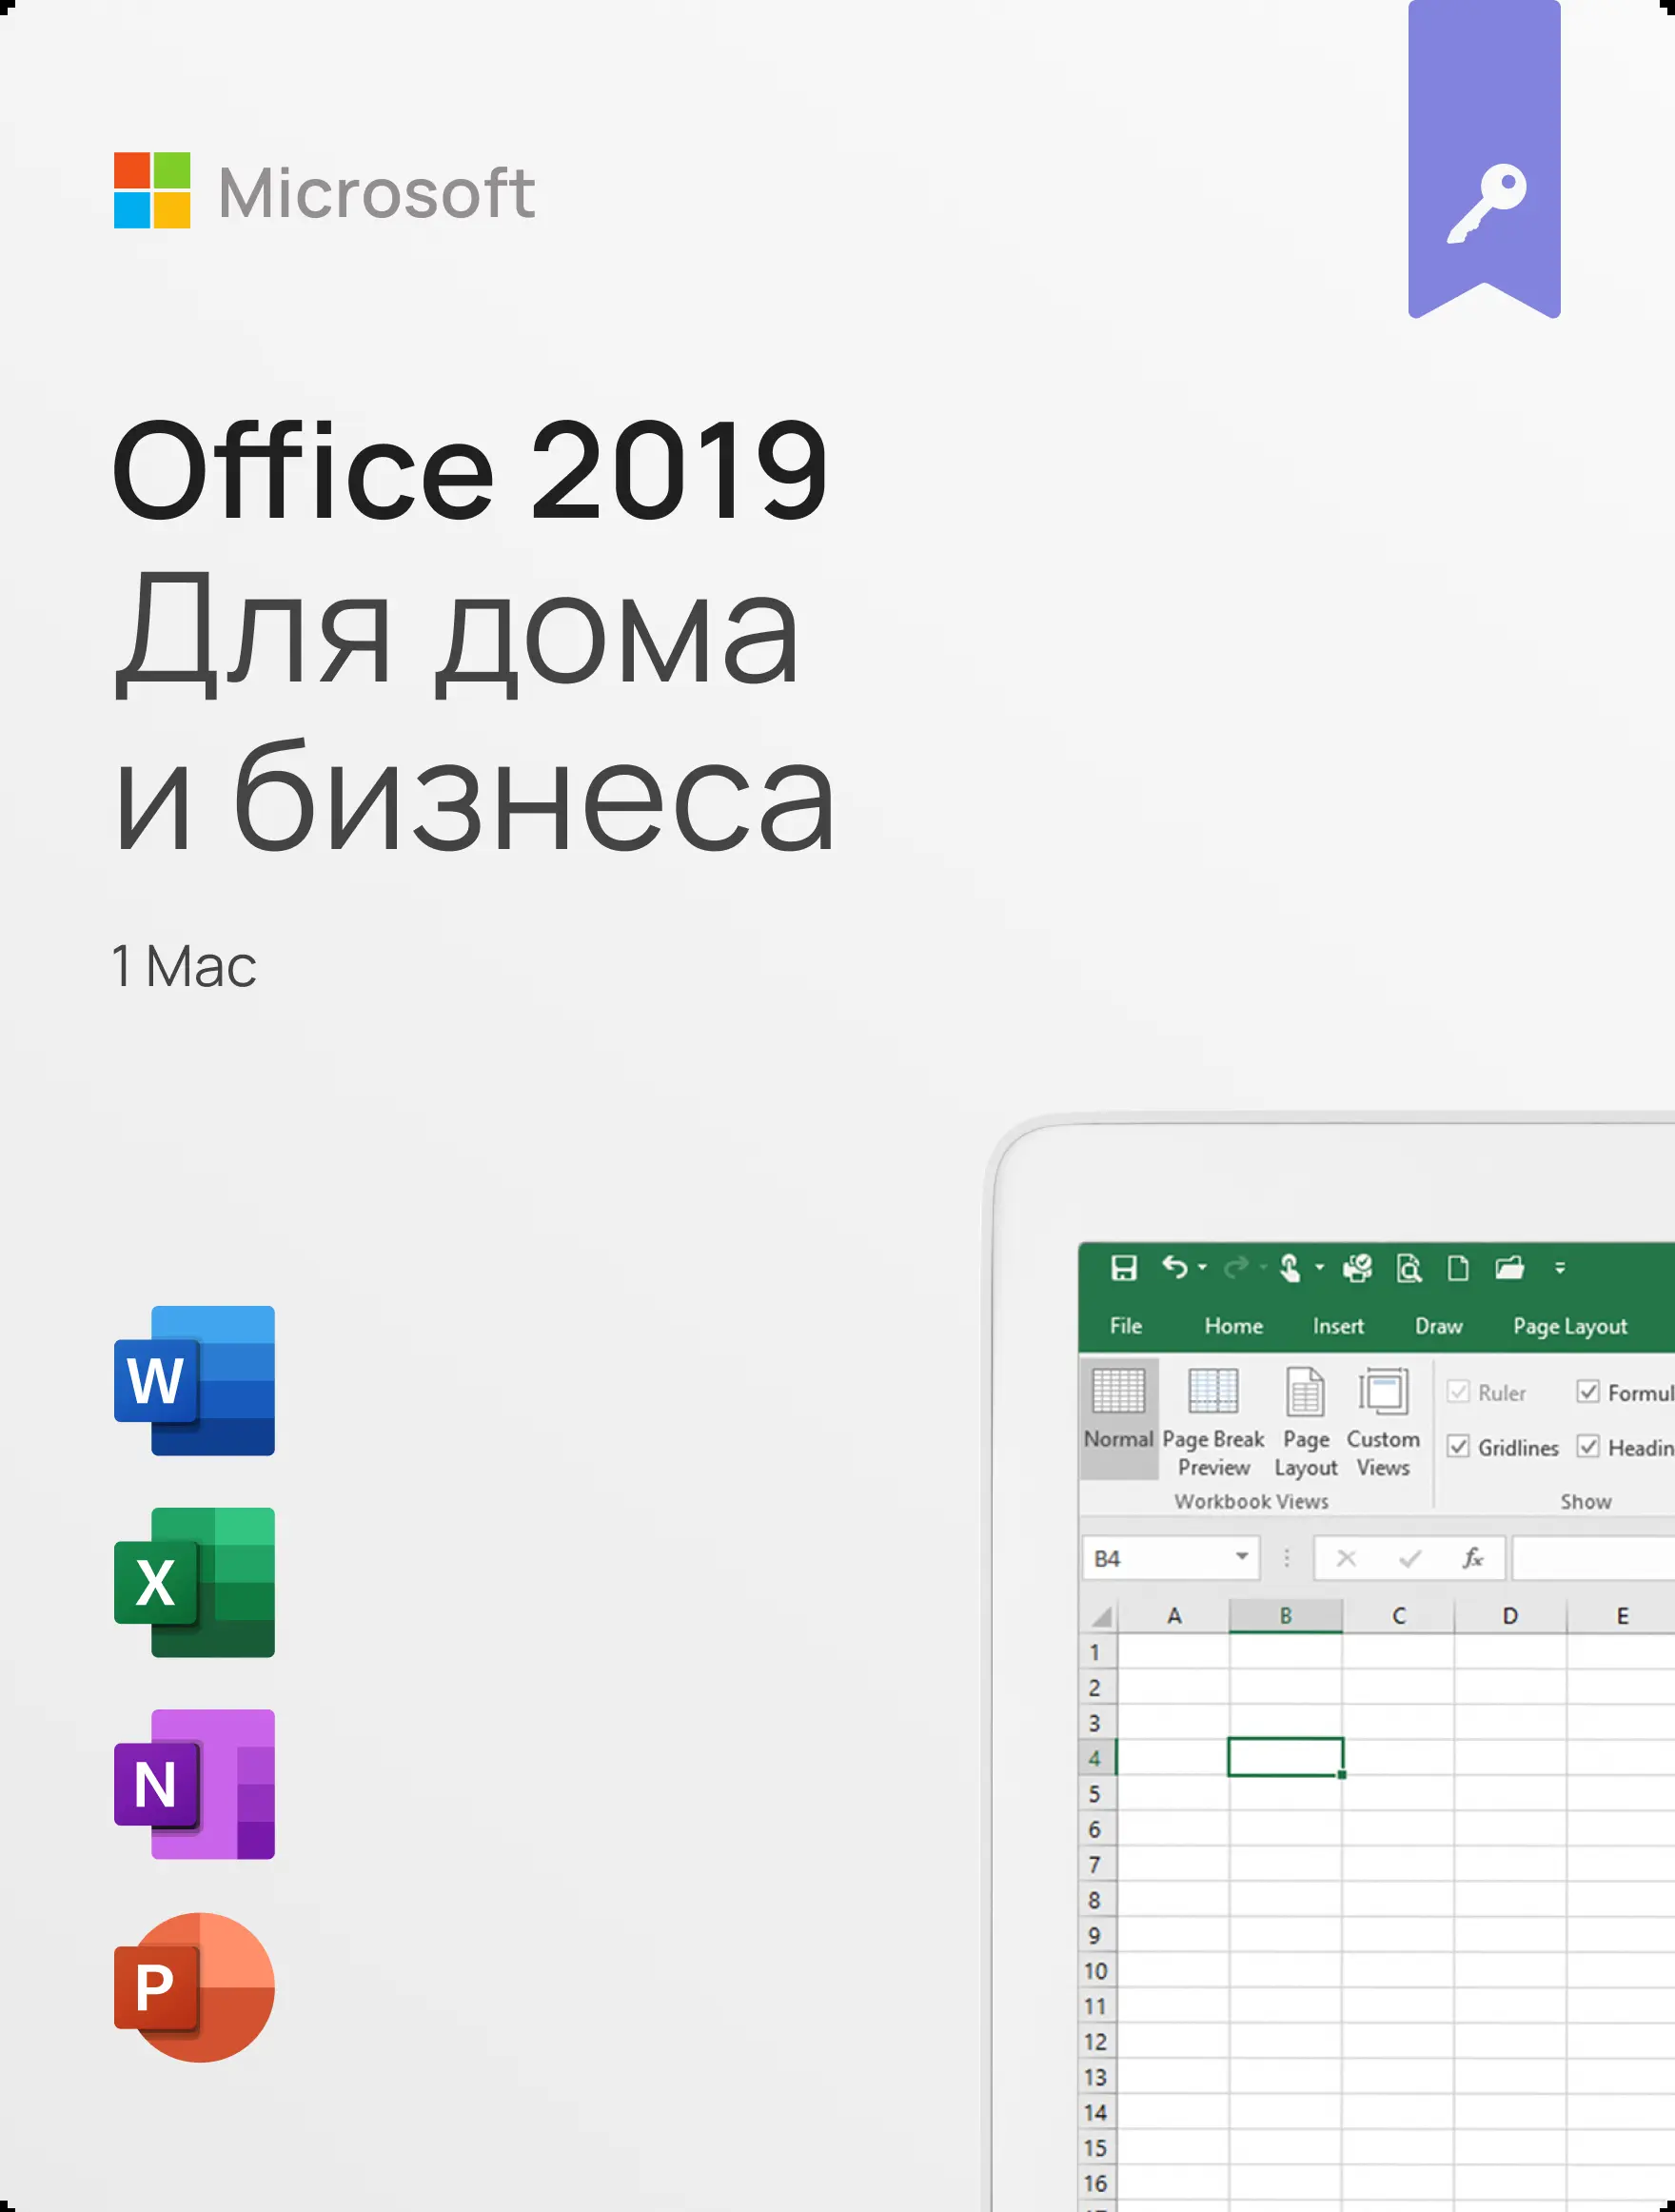 Microsoft
Office 2019
Для дома
и бизнеса
1 Mac
W
X
N
P
File Home Insert Draw Page Layout
Normal Page Break Preview Page Layout Custom Views
Ruler
Gridlines
Workbook Views Show
B4 fx
A B C D E
1
2
3
4
5
6
7
8
9
10
11
12
13
14
15
16